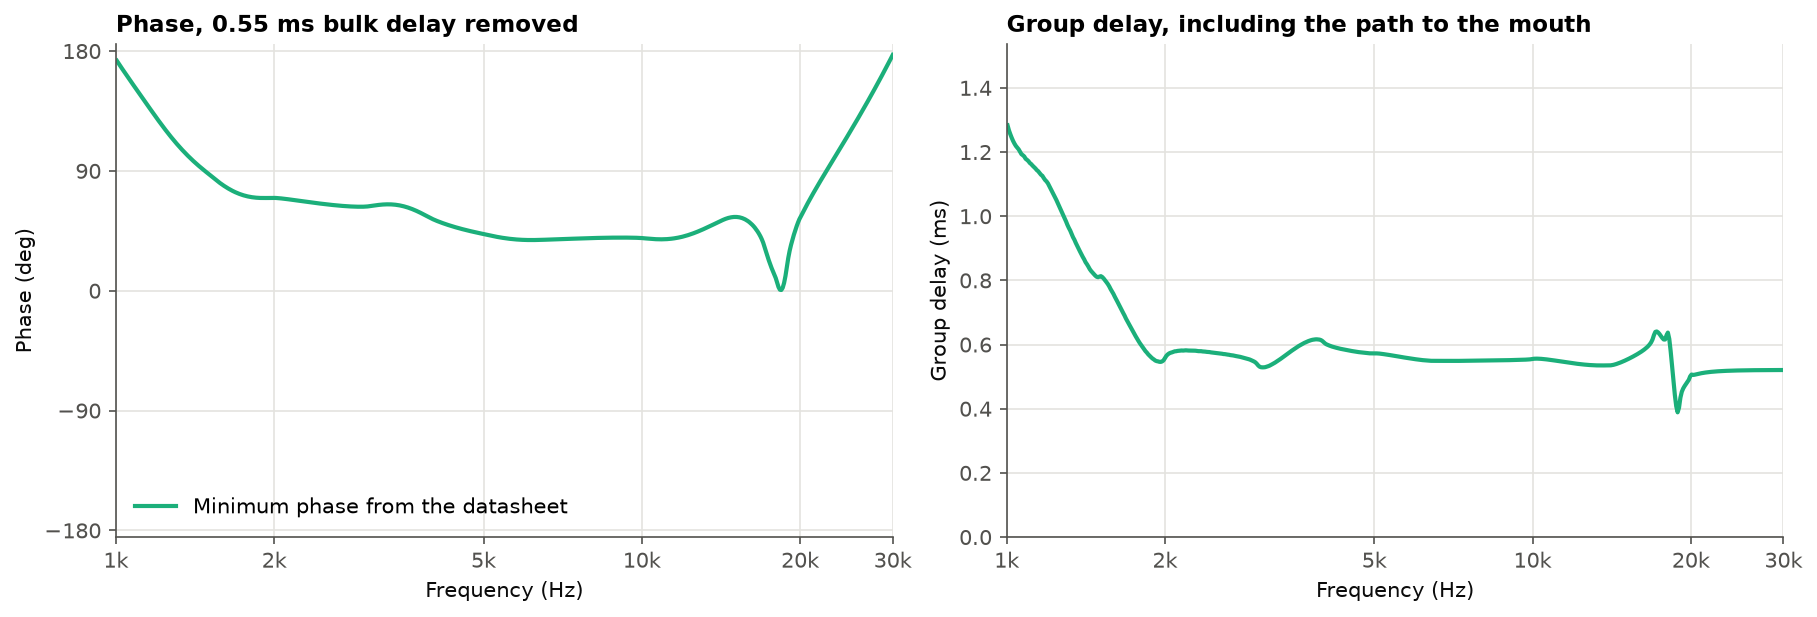 Phase, 0.55 ms bulk delay removed
Phase (deg)
180
90
0
−90
−180
Minimum phase from the datasheet
1k 2k 5k 10k 20k 30k
Frequency (Hz)
Group delay, including the path to the mouth
Group delay (ms)
1.4
1.2
1.0
0.8
0.6
0.4
0.2
0.0
1k 2k 5k 10k 20k 30k
Frequency (Hz)